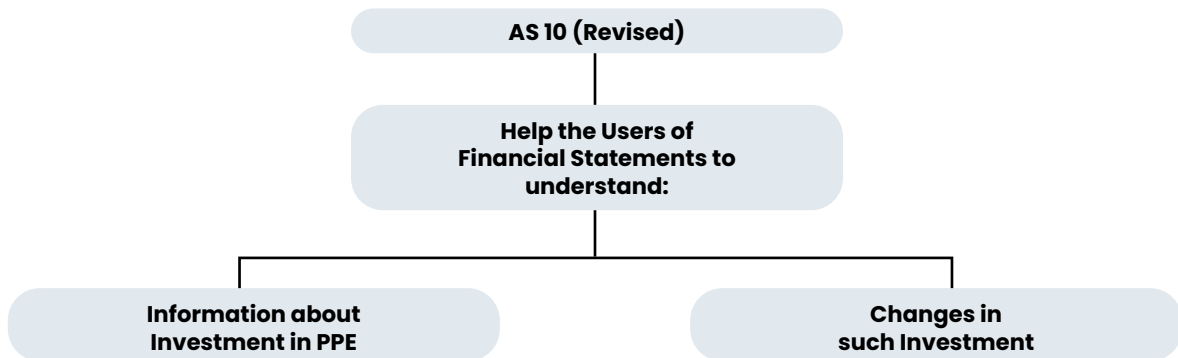 AS 10 (Revised)
Help the Users of
Financial Statements to
understand:
Information about
Investment in PPE
Changes in
such Investment